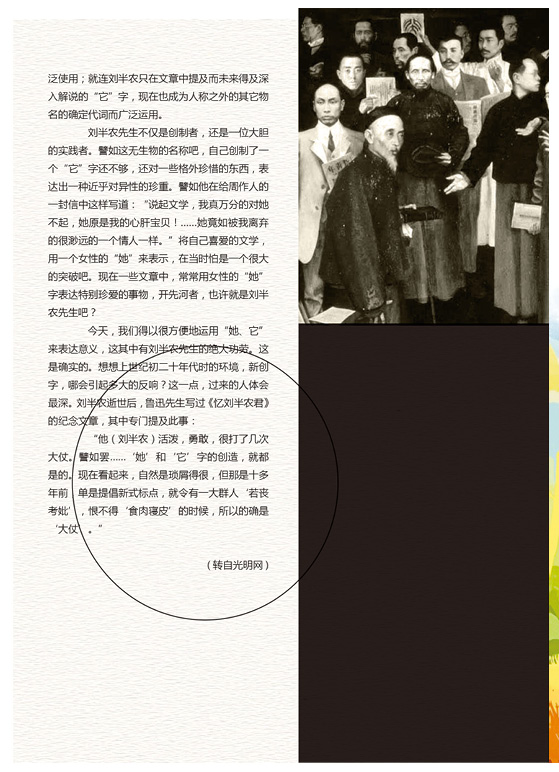 泛使用；就连刘半农只在文章中提及而未来得及深
入解说的“它”字，现在也成为人称之外的其它物
名的确定代词而广泛运用。
刘半农先生不仅是创制者，还是一位大胆
的实践者。譬如这无生物的名称吧，自己创制了一
个“它”字还不够，还对一些格外珍惜的东西，表
达出一种近乎对异性的珍重。譬如他在给周作人的
一封信中这样写道：“说起文学，我真万分的对她
不起，她原是我的心肝宝贝！……她竟如被我离弃
的很渺远的一个情人一样。”将自己喜爱的文学，
用一个女性的“她”来表示，在当时怕是一个很大
的突破吧。现在一些文章中，常常用女性的“她”
字表达特别珍爱的事物，开先河者，也许就是刘半
农先生吧？
今天，我们得以很方便地运用“她、它”
来表达意义，这其中有刘半农先生的绝大功劳。这
是确实的。想想上世纪初二十年代时的环境，新创
字，哪会引起多大的反响？这一点，过来的人体会
最深。刘半农逝世后，鲁迅先生写过《忆刘半农君》
的纪念文章，其中专门提及此事：
“他（刘半农）活泼，勇敢，很打了几次
大仗。譬如罢……‘她’和‘它’字的创造，就都
是的。现在看起来，自然是琐屑得很，但那是十多
年前 单是提倡新式标点，就令有一大群人‘若丧
考妣’，恨不得‘食肉寝皮’的时候，所以的确是
‘大仗’。”
（转自光明网）